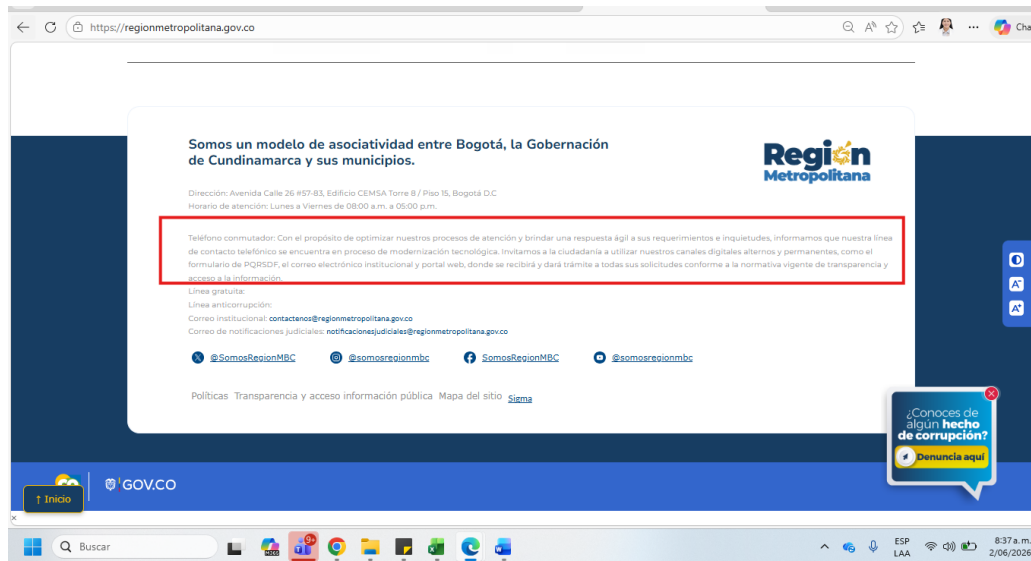 https://regionmetropolitana.gov.co
Cha
Somos un modelo de asociatividad entre Bogotá, la Gobernación
de Cundinamarca y sus municipios.
Región
Metropolitana
Dirección: Avenida Calle 26 #57-83, Edificio CEMSA Torre 8 / Piso 15, Bogotá D.C
Horario de atención: Lunes a Viernes de 08:00 a.m. a 05:00 p.m.
Teléfono conmutador: Con el propósito de optimizar nuestros procesos de atención y brindar una respuesta ágil a sus requerimientos e inquietudes, informamos que nuestra línea
de contacto telefónico se encuentra en proceso de modernización tecnológica. Invitamos a la ciudadanía a utilizar nuestros canales digitales alternos y permanentes, como el
formulario de PQRSDF, el correo electrónico institucional y portal web, donde se recibirá y dará trámite a todas sus solicitudes conforme a la normativa vigente de transparencia y
acceso a la información.
Línea gratuita:
Línea anticorrupción:
Correo institucional: contactenos@regionmetropolitana.gov.co
Correo de notificaciones judiciales: notificacionesjudiciales@regionmetropolitana.gov.co
@SomosRegionMBC @somosregionmbc SomosRegionMBC @somosregionmbc
Políticas Transparencia y acceso información pública Mapa del sitio Sigma
¿Conoces de
algún hecho
de corrupción?
Denuncia aquí
GOV.CO
↑ Inicio
Buscar
9+
ESP
LAA
8:37 a.m.
2/06/2026